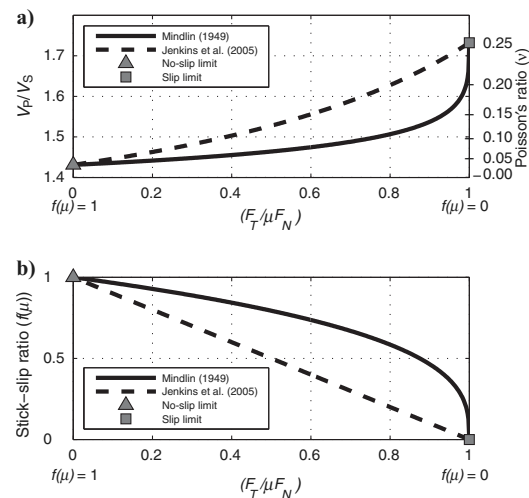 a)
1.7
1.6
1.5
1.4
V_P/V_S
Mindlin (1949)
Jenkins et al. (2005)
No-slip limit
Slip limit
0.25
0.20
0.15
0.10
0.05
−0.00
Poisson's ratio (ν)
0 0.2 0.4 0.6 0.8 1
f(μ) = 1 (F_T/μF_N) f(μ) = 0
b)
1
0.5
0
Stick−slip ratio (f(μ))
Mindlin (1949)
Jenkins et al. (2005)
No-slip limit
Slip limit
0 0.2 0.4 0.6 0.8 1
f(μ) = 1 (F_T/μF_N) f(μ) = 0